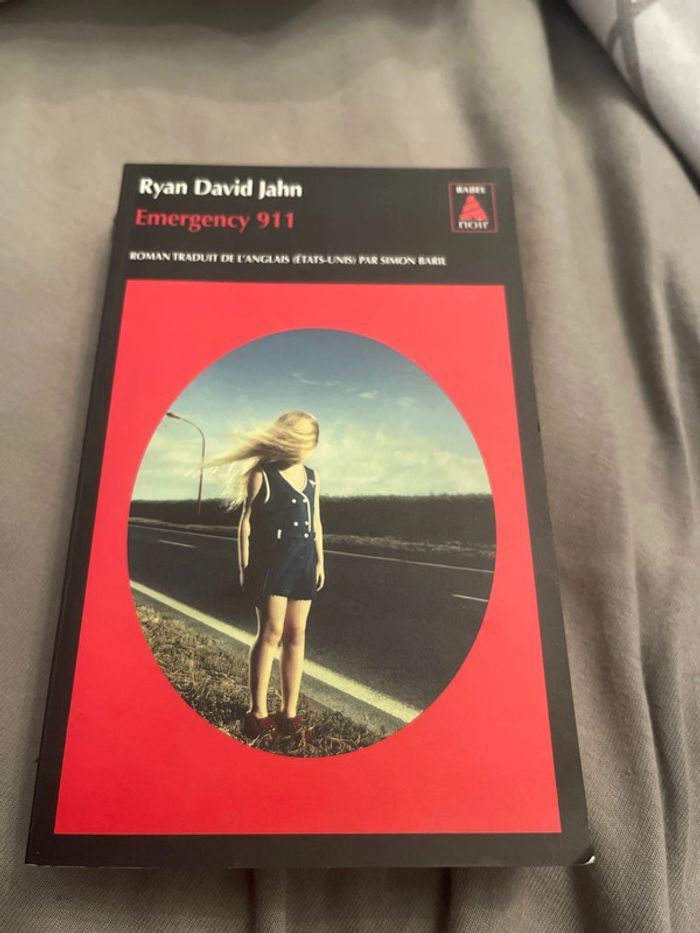 Ryan David Jahn
Emergency 911
ROMAN TRADUIT DE L'ANGLAIS (ÉTATS-UNIS) PAR SIMON BARIL
BABEL
noir